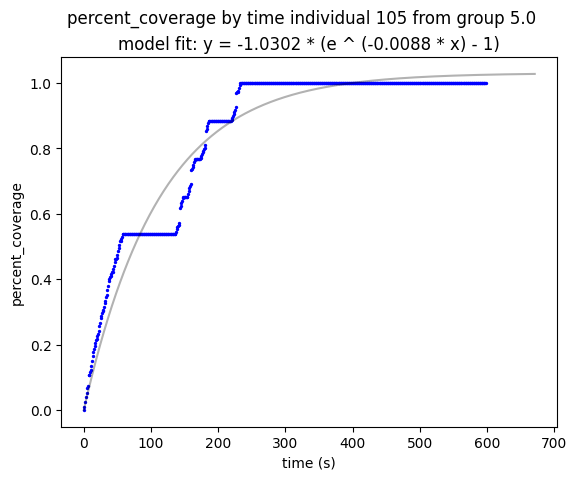 percent_coverage by time individual 105 from group 5.0
model fit: y = -1.0302 * (e ^ (-0.0088 * x) - 1)
1.0
0.8
0.6
0.4
0.2
0.0
percent_coverage
0 100 200 300 400 500 600 700
time (s)